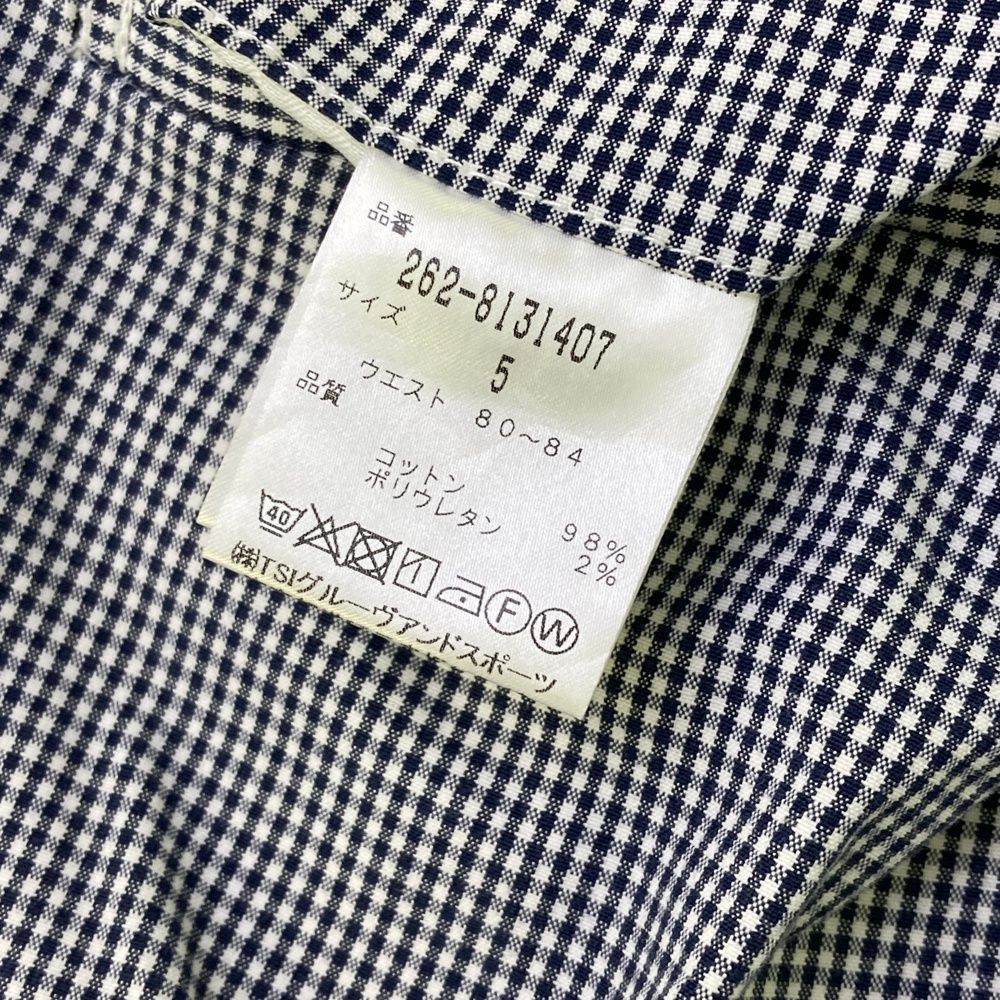 品番
262-8131407
サイズ
5
ウエスト 80～84
品質
コットン 98%
ポリウレタン 2%
40 F W
㈱TSIグルーヴアンドスポーツ